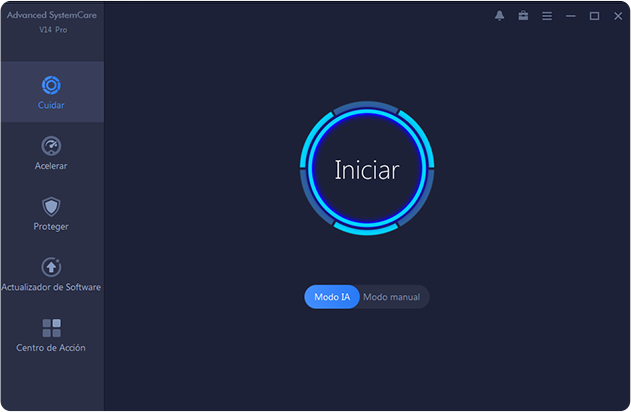 Advanced SystemCare
V14 Pro
Cuidar
Acelerar
Proteger
Actualizador de Software
Centro de Acción
Iniciar
Modo IA Modo manual